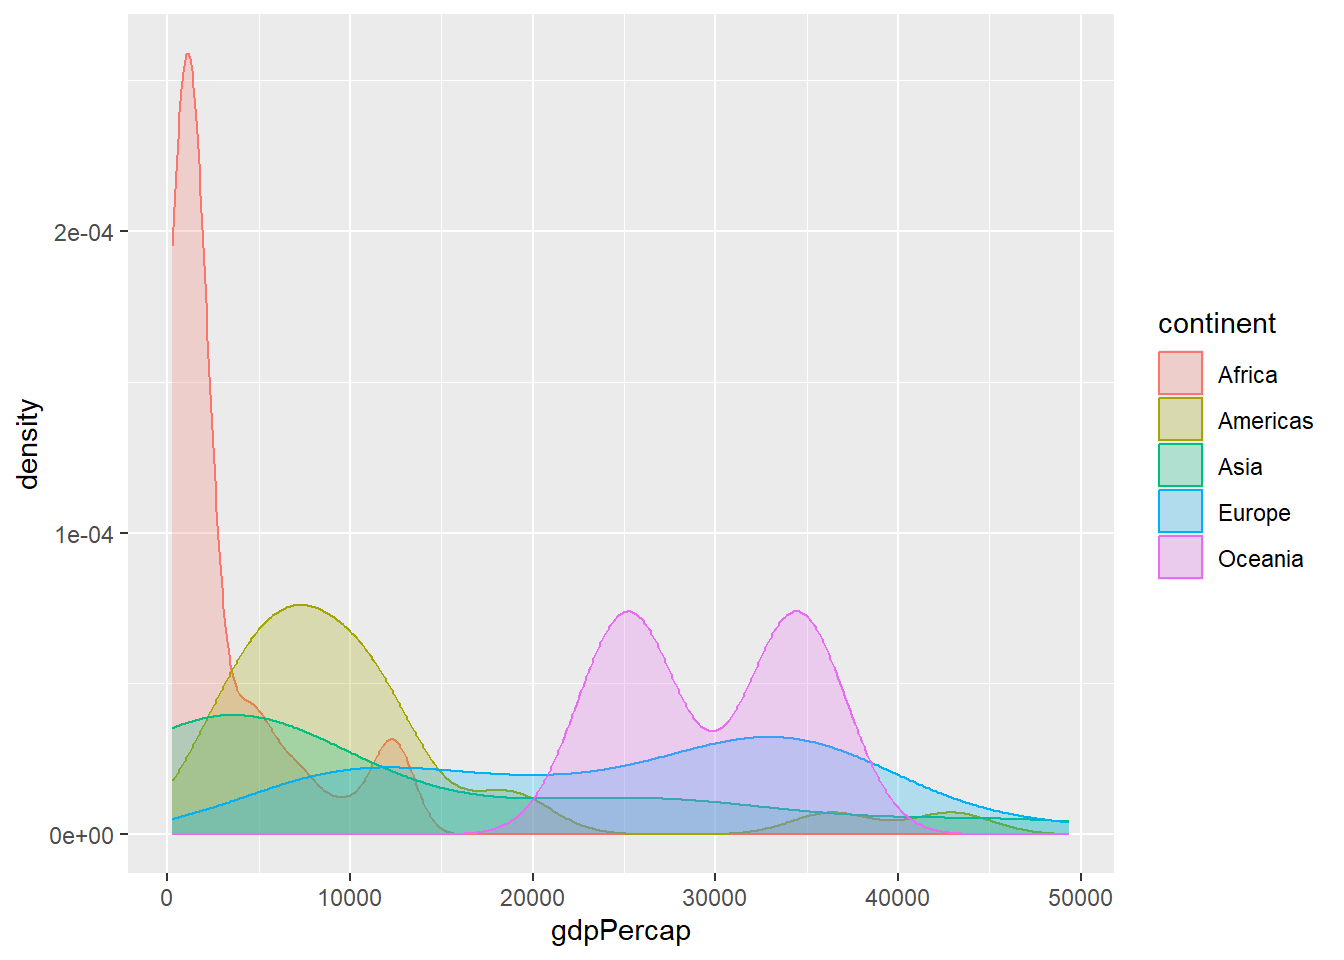 density
2e-04
1e-04
0e+00
0 10000 20000 30000 40000 50000
gdpPercap
continent
Africa
Americas
Asia
Europe
Oceania